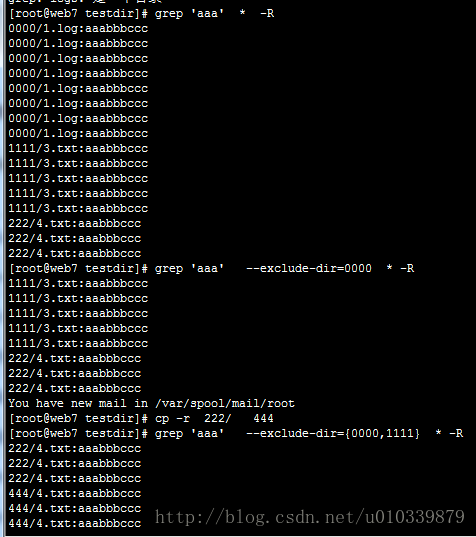 [root@web7 testdir]# grep 'aaa'  *  -R
0000/1.log:aaabbbccc
0000/1.log:aaabbbccc
0000/1.log:aaabbbccc
0000/1.log:aaabbbccc
0000/1.log:aaabbbccc
0000/1.log:aaabbbccc
0000/1.log:aaabbbccc
0000/1.log:aaabbbccc
1111/3.txt:aaabbbccc
1111/3.txt:aaabbbccc
1111/3.txt:aaabbbccc
1111/3.txt:aaabbbccc
1111/3.txt:aaabbbccc
222/4.txt:aaabbbccc
222/4.txt:aaabbbccc
222/4.txt:aaabbbccc
[root@web7 testdir]# grep 'aaa'   --exclude-dir=0000  * -R
1111/3.txt:aaabbbccc
1111/3.txt:aaabbbccc
1111/3.txt:aaabbbccc
1111/3.txt:aaabbbccc
1111/3.txt:aaabbbccc
222/4.txt:aaabbbccc
222/4.txt:aaabbbccc
222/4.txt:aaabbbccc
You have new mail in /var/spool/mail/root
[root@web7 testdir]# cp -r  222/   444
[root@web7 testdir]# grep 'aaa'   --exclude-dir={0000,1111}  * -R
222/4.txt:aaabbbccc
222/4.txt:aaabbbccc
222/4.txt:aaabbbccc
444/4.txt:aaabbbccc
444/4.txt:aaabbbccc
444/4.txt:aaabbbccc
http://blog.csdn.net/u010339879